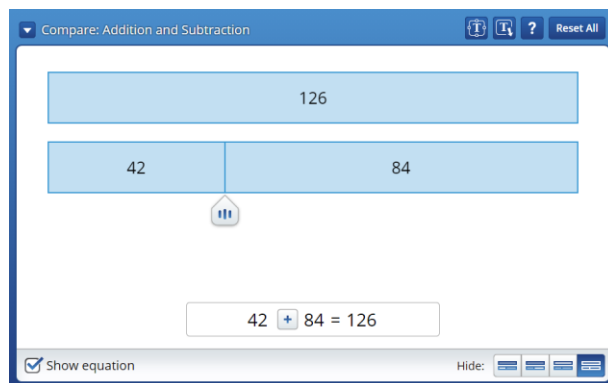 Compare: Addition and Subtraction T T ? Reset All
126
42 84
42 + 84 = 126
Show equation Hide: